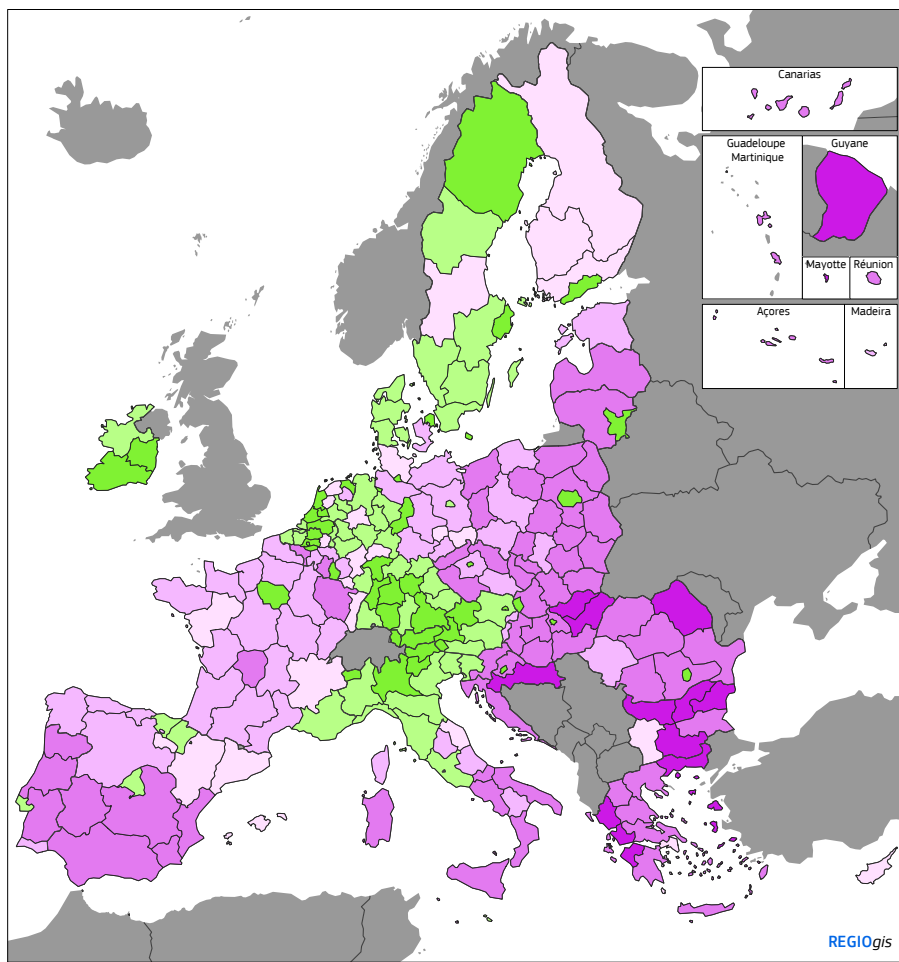 Canarias
Guadeloupe
Martinique
Guyane
Mayotte
Réunion
Açores
Madeira
REGIOgis